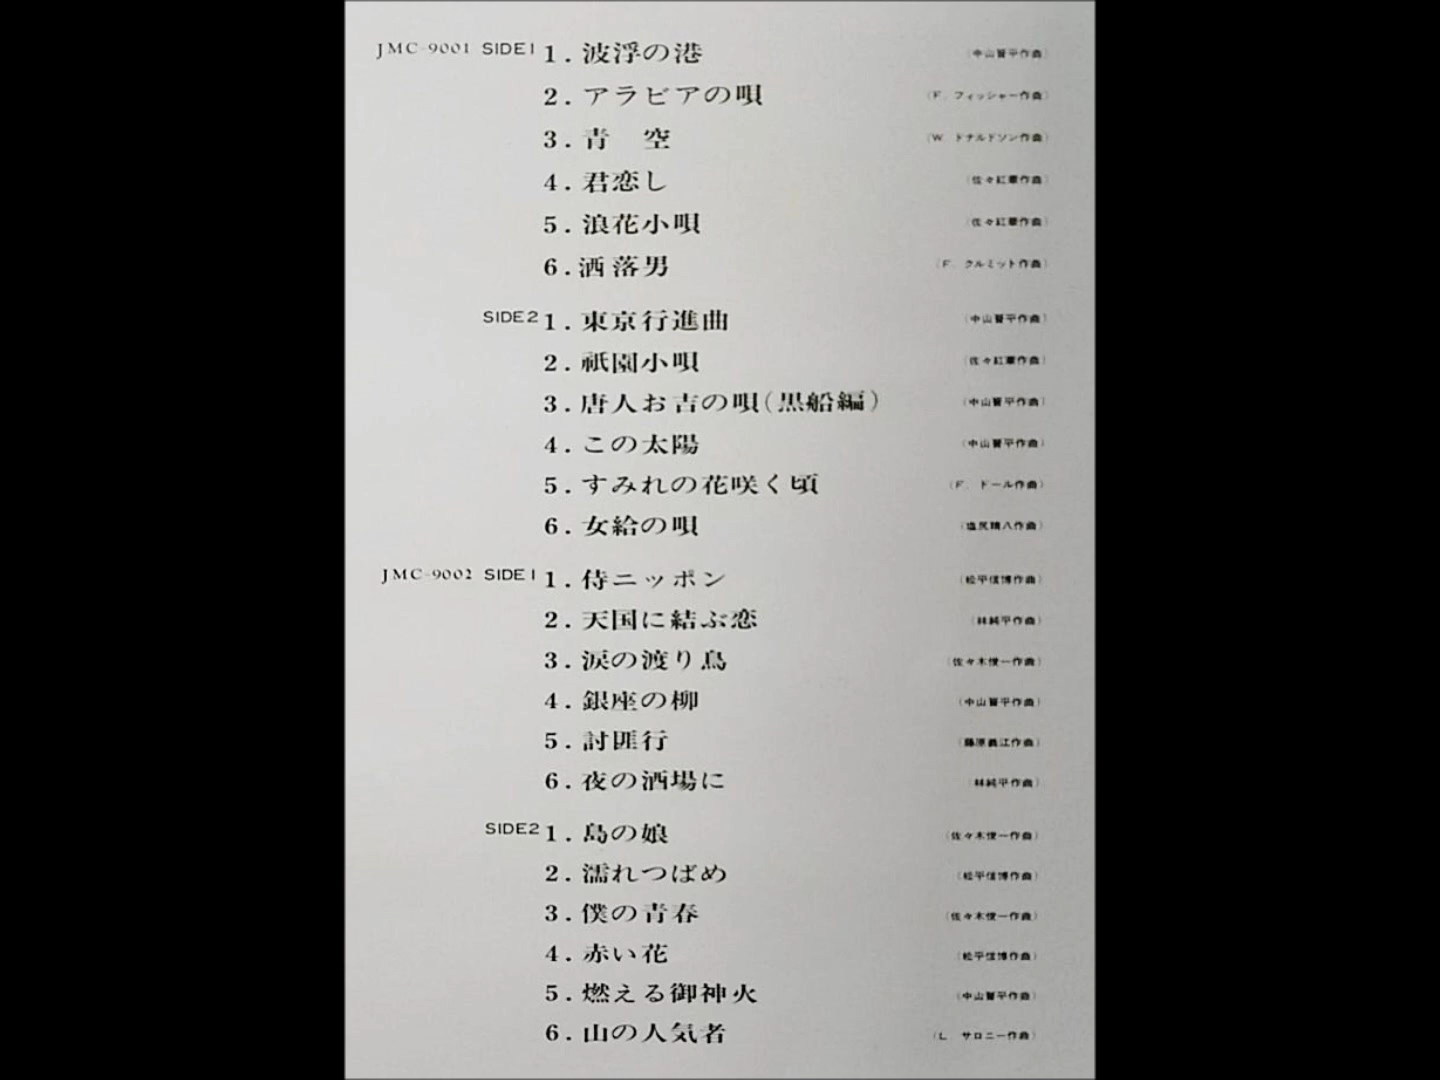 JMC-9001 SIDE1 1.波浮の港 (中山晋平作曲)
2.アラビアの唄 (F. フィッシャー作曲)
3.青 空 (W. ドナルドソン作曲)
4.君恋し (佐々紅華作曲)
5.浪花小唄 (佐々紅華作曲)
6.洒落男 (F. クルミット作曲)
SIDE2 1.東京行進曲 (中山晋平作曲)
2.祇園小唄 (佐々紅華作曲)
3.唐人お吉の唄(黒船編) (中山晋平作曲)
4.この太陽 (中山晋平作曲)
5.すみれの花咲く頃 (F. ドール作曲)
6.女給の唄 (塩尻精八作曲)
JMC-9002 SIDE1 1.侍ニッポン (松平信博作曲)
2.天国に結ぶ恋 (林純平作曲)
3.涙の渡り鳥 (佐々木俊一作曲)
4.銀座の柳 (中山晋平作曲)
5.討匪行 (藤原義江作曲)
6.夜の酒場に (林純平作曲)
SIDE2 1.島の娘 (佐々木俊一作曲)
2.濡れつばめ (松平信博作曲)
3.僕の青春 (佐々木俊一作曲)
4.赤い花 (松平信博作曲)
5.燃える御神火 (中山晋平作曲)
6.山の人気者 (L. サロニー作曲)